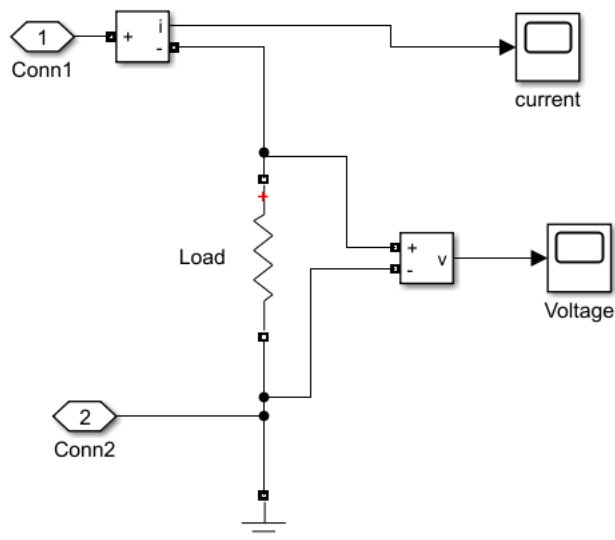 1
Conn1
+
i
-
current
+
Load
+
-
v
Voltage
2
Conn2